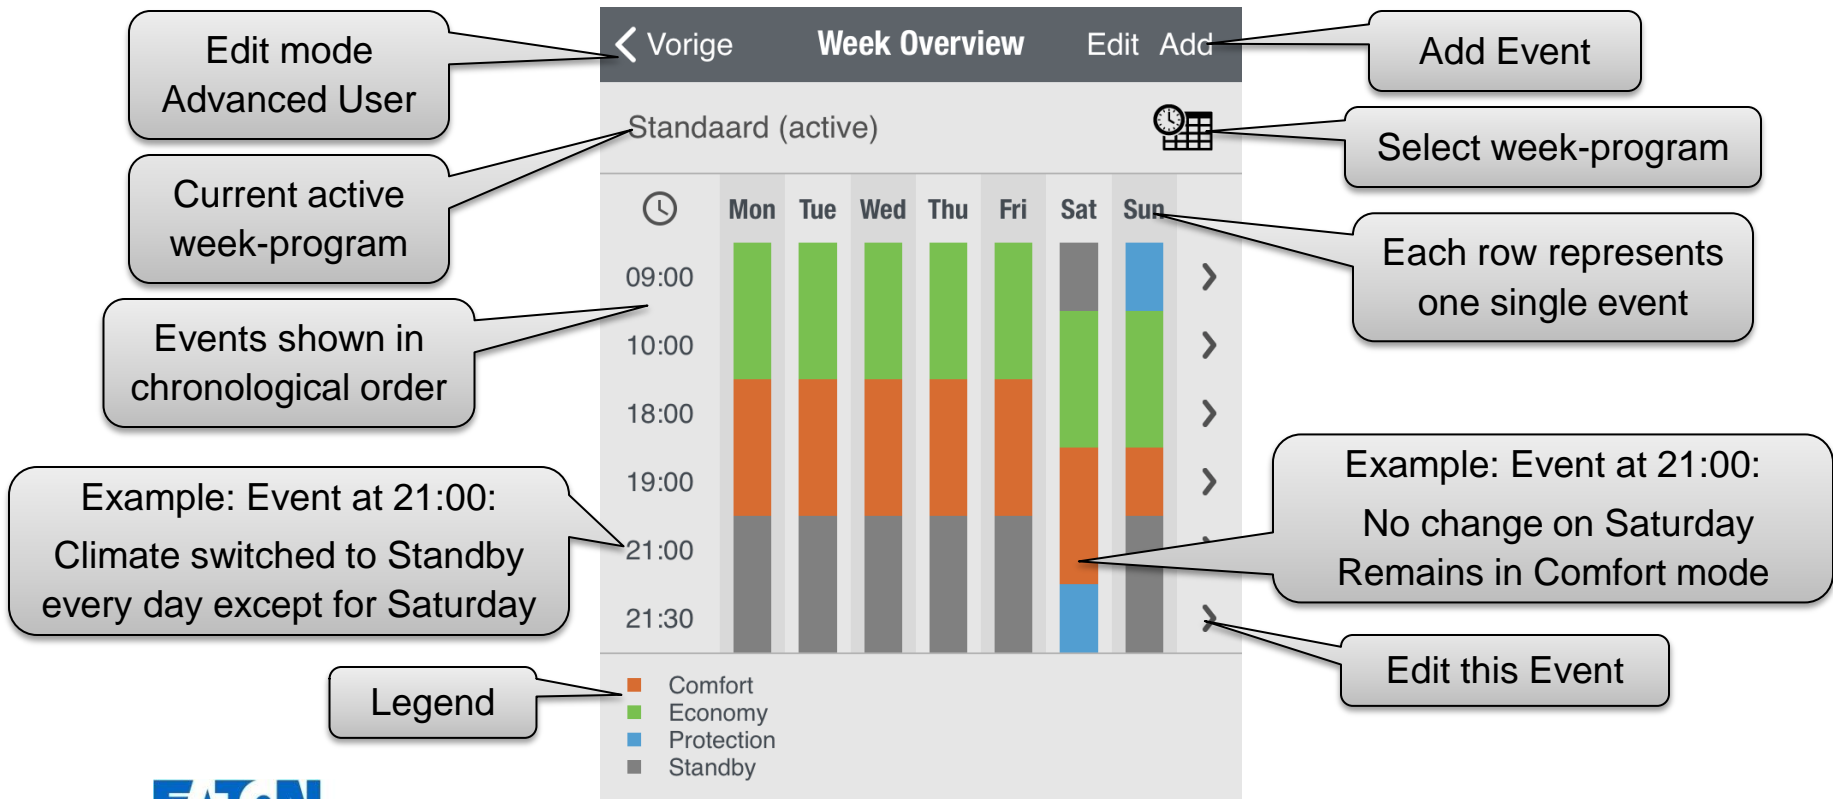 Edit mode
Advanced User
Vorige
Week Overview
Edit Add
Add Event
Standaard (active)
Select week-program
Current active
week-program
Mon Tue Wed Thu Fri Sat Sun
Each row represents
one single event
09:00
Events shown in
chronological order
10:00
18:00
19:00
Example: Event at 21:00:
Climate switched to Standby
every day except for Saturday
21:00
Example: Event at 21:00:
No change on Saturday
Remains in Comfort mode
21:30
Edit this Event
Legend
Comfort
Economy
Protection
Standby
EATON